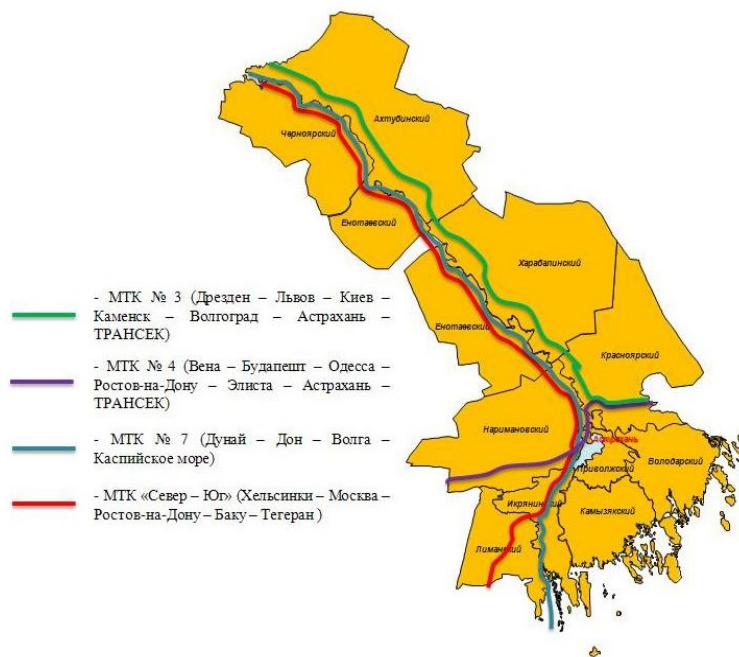 Ахтубинский
Черноярский
Енотаевский
Харабалинский
Енотаевский
Красноярский
Наримановский
Астрахань
Приволжский
Володарский
Икрянинский
Камызякский
Лиманский
- МТК № 3 (Дрезден – Львов – Киев –
Каменск – Волгоград – Астрахань –
ТРАНСЕК)
- МТК № 4 (Вена – Будапешт – Одесса –
Ростов-на-Дону – Элиста – Астрахань –
ТРАНСЕК)
- МТК № 7 (Дунай – Дон – Волга –
Каспийское море)
- МТК «Север – Юг» (Хельсинки – Москва –
Ростов-на-Дону – Баку – Тегеран )